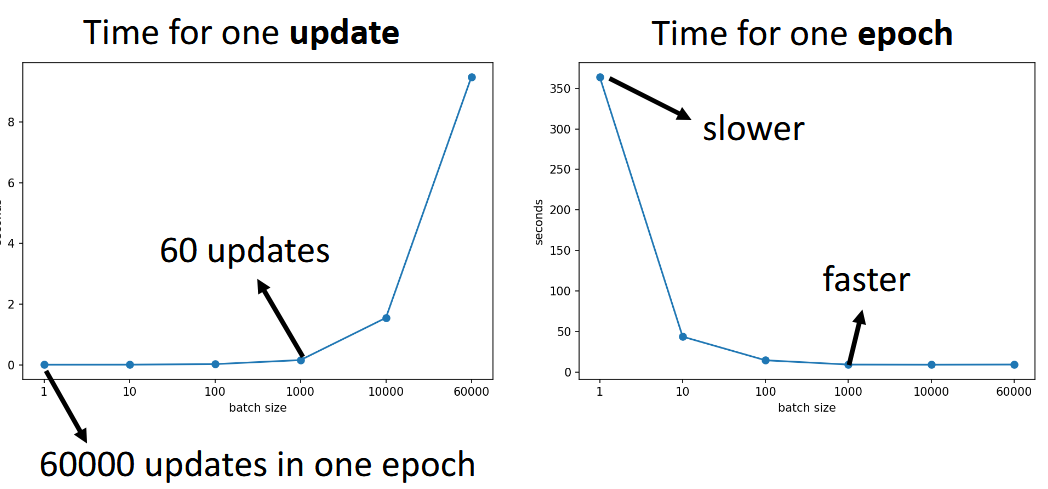 Time for one update
Time for one epoch
8
6
4
2
0
60 updates
1
10
100
1000
10000
60000
batch size
60000 updates in one epoch
350
300
250
200
150
100
50
0
seconds
slower
faster
1
10
100
1000
10000
60000
batch size